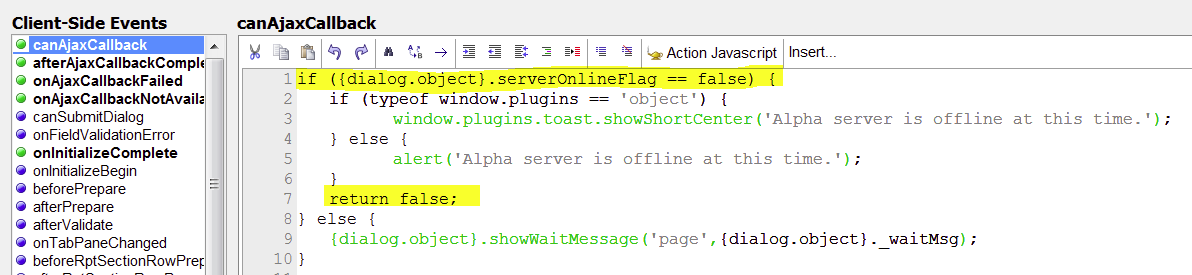 Client-Side Events
canAjaxCallback
afterAjaxCallbackComple
onAjaxCallbackFailed
onAjaxCallbackNotAvaila
canSubmitDialog
onFieldValidationError
onInitializeComplete
onInitializeBegin
beforePrepare
afterPrepare
afterValidate
onTabPaneChanged
beforeRptSectionRowPrep
canAjaxCallback
Action Javascript Insert...
1 if ({dialog.object}.serverOnlineFlag == false) {
2 if (typeof window.plugins == 'object') {
3 window.plugins.toast.showShortCenter('Alpha server is offline at this time.');
4 } else {
5 alert('Alpha server is offline at this time.');
6 }
7 return false;
8 } else {
9 {dialog.object}.showWaitMessage('page',{dialog.object}._waitMsg);
10 }